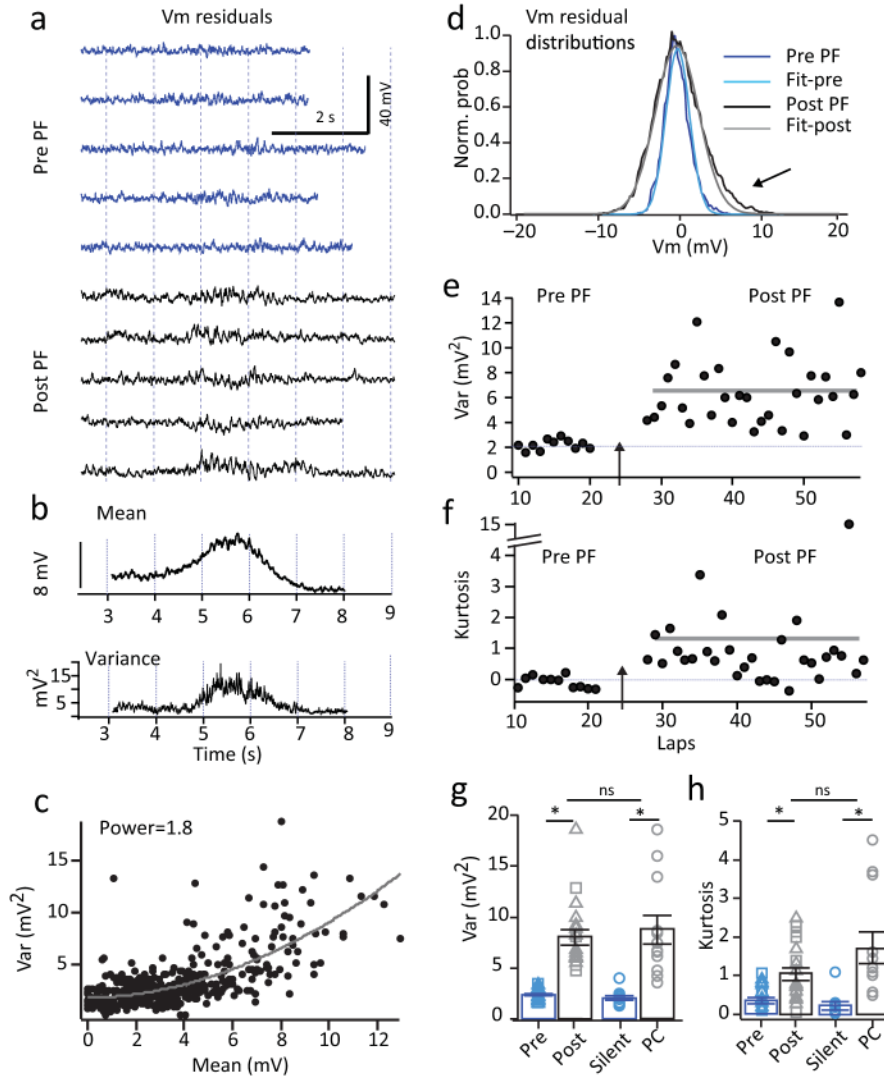 a
Vm residuals
Pre PF
2 s
40 mV
Post PF
b
Mean
8 mV
3 4 5 6 7 8 9
Variance
mV²
15
5
3 4 5 6 7 8 9
Time (s)
c
Power=1.8
Var (mV²)
15
10
5
0 2 4 6 8 10 12
Mean (mV)
d
Vm residual
distributions
Norm. prob
1.0
0.8
0.6
0.4
0.2
0.0
−20 −10 0 10 20
Vm (mV)
Pre PF
Fit-pre
Post PF
Fit-post
e
Pre PF Post PF
Var (mV²)
14
12
10
8
6
4
2
0
10 20 30 40 50
f
Pre PF Post PF
Kurtosis
15
4
3
2
1
0
10 20 30 40 50
Laps
g
ns
* *
Var (mV²)
20
15
10
5
0
Pre Post Silent PC
h
ns
* *
Kurtosis
5
4
3
2
1
0
Pre Post Silent PC